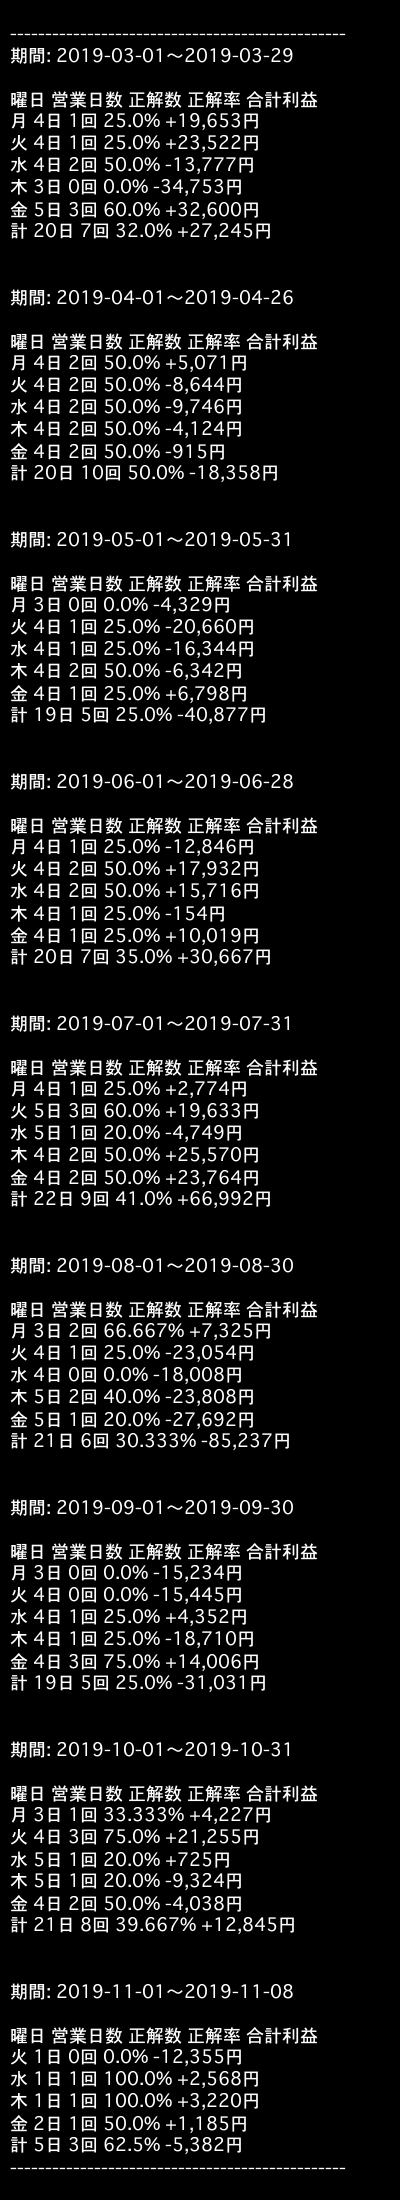 ------------------------------------------------
期間: 2019-03-01〜2019-03-29
曜日 営業日数 正解数 正解率 合計利益
月 4日 1回 25.0% +19,653円
火 4日 1回 25.0% +23,522円
水 4日 2回 50.0% -13,777円
木 3日 0回 0.0% -34,753円
金 5日 3回 60.0% +32,600円
計 20日 7回 32.0% +27,245円
期間: 2019-04-01〜2019-04-26
曜日 営業日数 正解数 正解率 合計利益
月 4日 2回 50.0% +5,071円
火 4日 2回 50.0% -8,644円
水 4日 2回 50.0% -9,746円
木 4日 2回 50.0% -4,124円
金 4日 2回 50.0% -915円
計 20日 10回 50.0% -18,358円
期間: 2019-05-01〜2019-05-31
曜日 営業日数 正解数 正解率 合計利益
月 3日 0回 0.0% -4,329円
火 4日 1回 25.0% -20,660円
水 4日 1回 25.0% -16,344円
木 4日 2回 50.0% -6,342円
金 4日 1回 25.0% +6,798円
計 19日 5回 25.0% -40,877円
期間: 2019-06-01〜2019-06-28
曜日 営業日数 正解数 正解率 合計利益
月 4日 1回 25.0% -12,846円
火 4日 2回 50.0% +17,932円
水 4日 2回 50.0% +15,716円
木 4日 1回 25.0% -154円
金 4日 1回 25.0% +10,019円
計 20日 7回 35.0% +30,667円
期間: 2019-07-01〜2019-07-31
曜日 営業日数 正解数 正解率 合計利益
月 4日 1回 25.0% +2,774円
火 5日 3回 60.0% +19,633円
水 5日 1回 20.0% -4,749円
木 4日 2回 50.0% +25,570円
金 4日 2回 50.0% +23,764円
計 22日 9回 41.0% +66,992円
期間: 2019-08-01〜2019-08-30
曜日 営業日数 正解数 正解率 合計利益
月 3日 2回 66.667% +7,325円
火 4日 1回 25.0% -23,054円
水 4日 0回 0.0% -18,008円
木 5日 2回 40.0% -23,808円
金 5日 1回 20.0% -27,692円
計 21日 6回 30.333% -85,237円
期間: 2019-09-01〜2019-09-30
曜日 営業日数 正解数 正解率 合計利益
月 3日 0回 0.0% -15,234円
火 4日 0回 0.0% -15,445円
水 4日 1回 25.0% +4,352円
木 4日 1回 25.0% -18,710円
金 4日 3回 75.0% +14,006円
計 19日 5回 25.0% -31,031円
期間: 2019-10-01〜2019-10-31
曜日 営業日数 正解数 正解率 合計利益
月 3日 1回 33.333% +4,227円
火 4日 3回 75.0% +21,255円
水 5日 1回 20.0% +725円
木 5日 1回 20.0% -9,324円
金 4日 2回 50.0% -4,038円
計 21日 8回 39.667% +12,845円
期間: 2019-11-01〜2019-11-08
曜日 営業日数 正解数 正解率 合計利益
火 1日 0回 0.0% -12,355円
水 1日 1回 100.0% +2,568円
木 1日 1回 100.0% +3,220円
金 2日 1回 50.0% +1,185円
計 5日 3回 62.5% -5,382円
------------------------------------------------